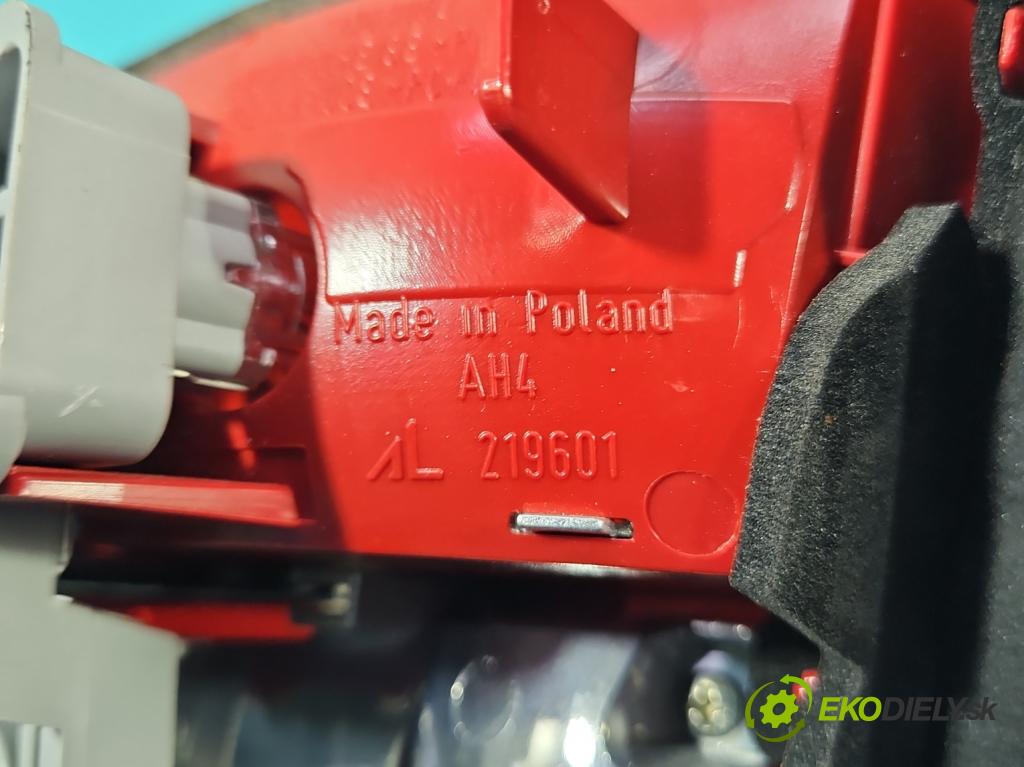 Made in Poland
AH4
AL 219601
EKODIELY.sk